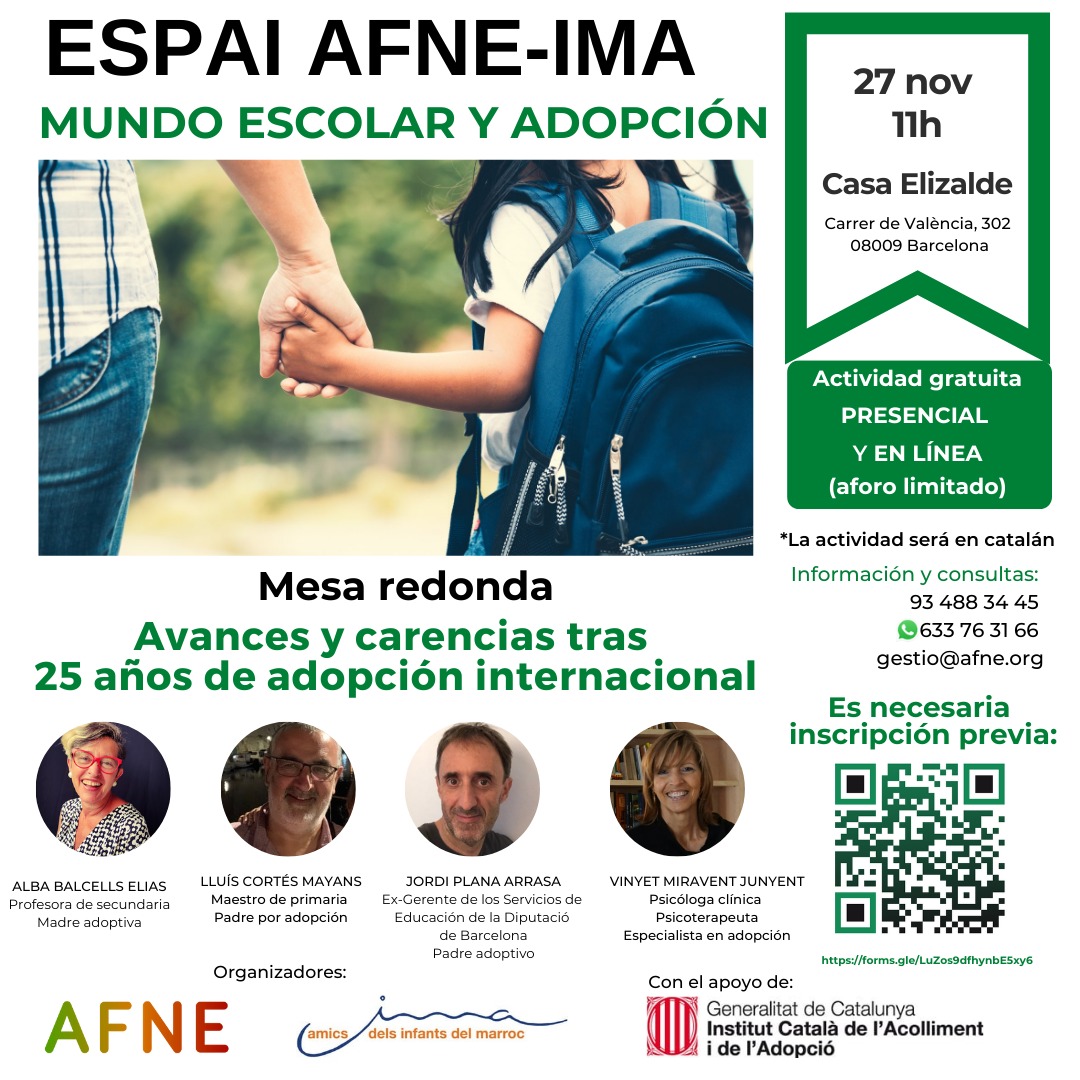 ESPAI AFNE-IMA
MUNDO ESCOLAR Y ADOPCIÓN
27 nov
11h
Casa Elizalde
Carrer de València, 302
08009 Barcelona
Actividad gratuita
PRESENCIAL
Y EN LÍNEA
(aforo limitado)
*La actividad será en catalán
Información y consultas:
93 488 34 45
633 76 31 66
gestio@afne.org
Mesa redonda
Avances y carencias tras
25 años de adopción internacional
Es necesaria
inscripción previa:
https://forms.gle/LuZos9dfhynbE5xy6
ALBA BALCELLS ELIAS
Profesora de secundaria
Madre adoptiva
LLUÍS CORTÉS MAYANS
Maestro de primaria
Padre por adopción
JORDI PLANA ARRASA
Ex-Gerente de los Servicios de
Educación de la Diputació
de Barcelona
Padre adoptivo
VINYET MIRAVENT JUNYENT
Psicóloga clínica
Psicoterapeuta
Especialista en adopción
Organizadores:
AFNE
ima
amics dels infants del marroc
Con el apoyo de:
Generalitat de Catalunya
Institut Català de l'Acolliment
i de l'Adopció